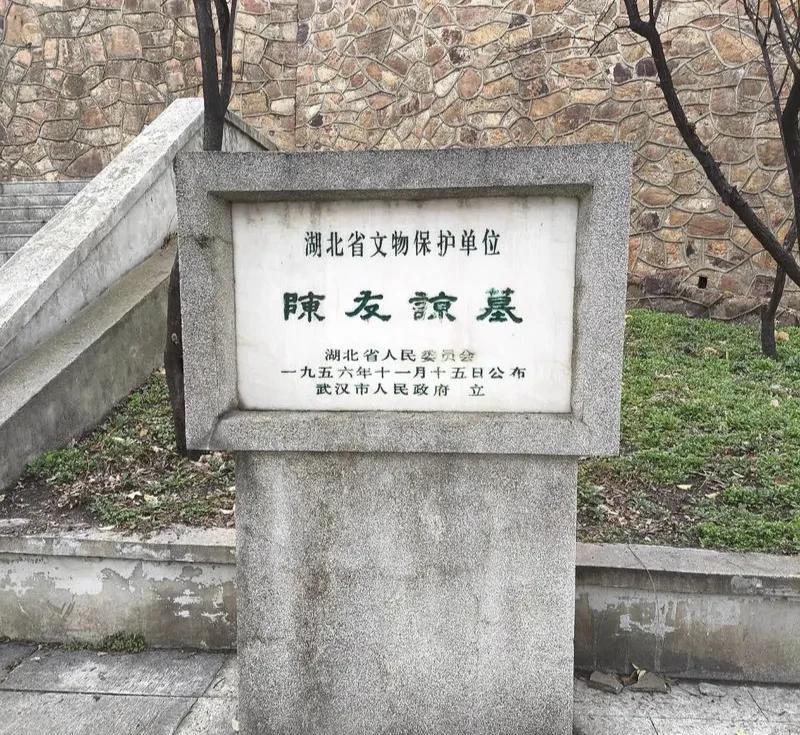 湖北省文物保护单位
陳友諒墓
湖北省人民委员会
一九五六年十一月十五日公布
武汉市人民政府 立